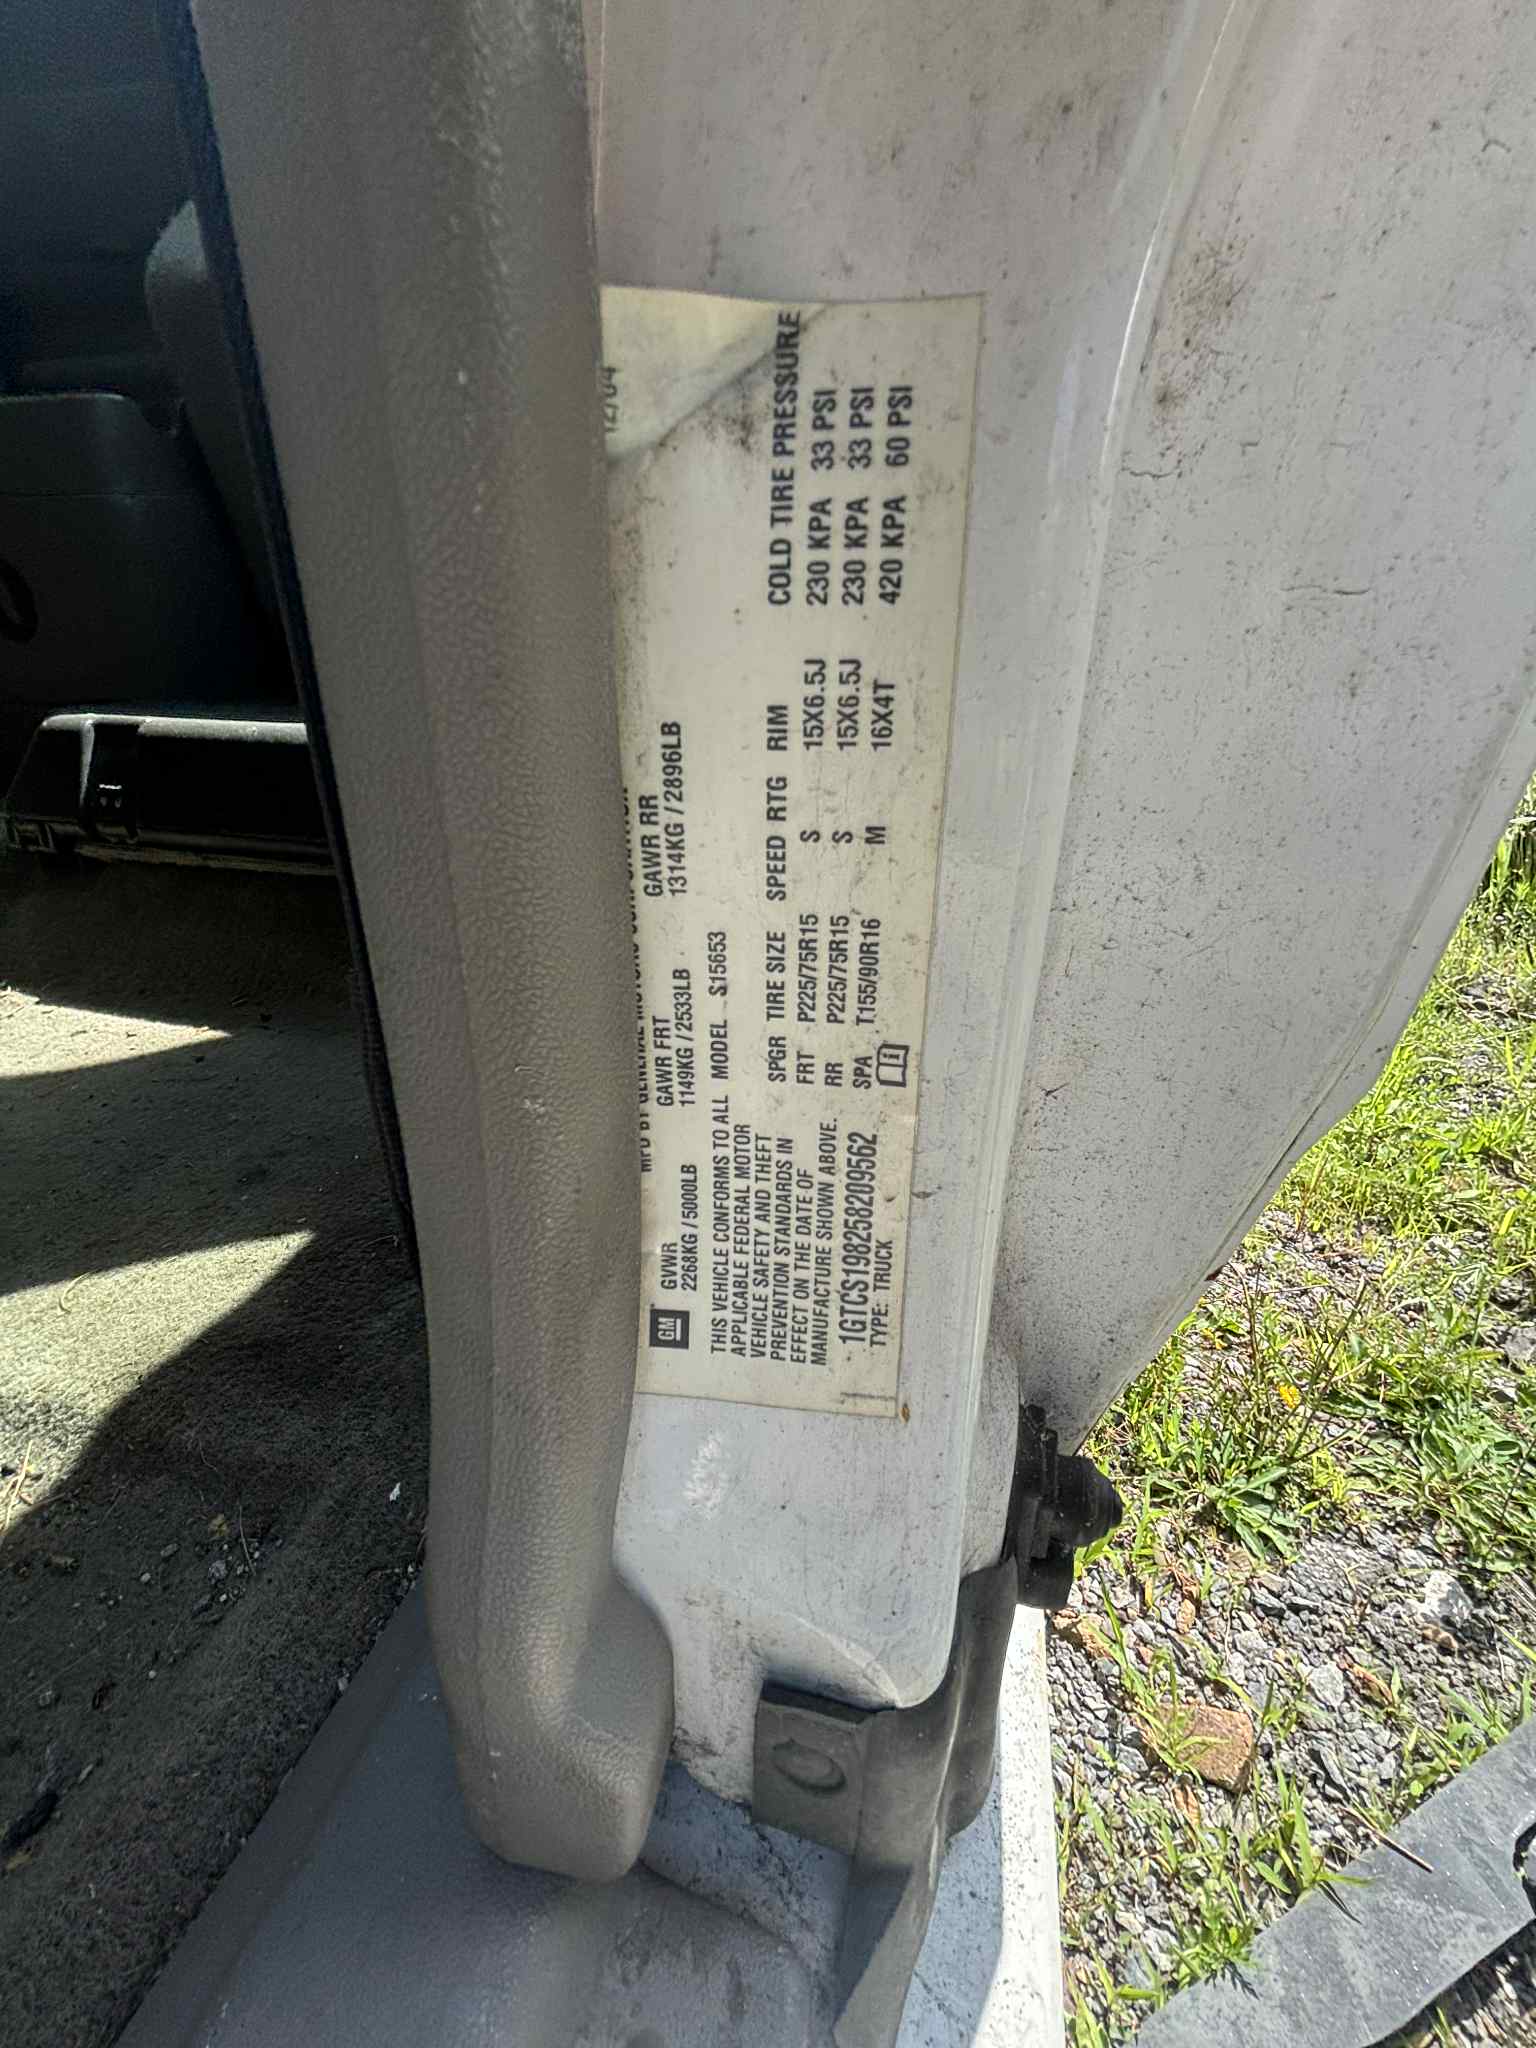 MFD BY GENERAL MOTORS CORPORATION 12/04
GM GVWR GAWR FRT GAWR RR
2268KG / 5000LB 1149KG / 2533LB 1314KG / 2896LB
THIS VEHICLE CONFORMS TO ALL
APPLICABLE FEDERAL MOTOR
VEHICLE SAFETY AND THEFT
PREVENTION STANDARDS IN
EFFECT ON THE DATE OF
MANUFACTURE SHOWN ABOVE.
1GTCS198258209562
TYPE: TRUCK
MODEL S15653
SPGR TIRE SIZE SPEED RTG RIM COLD TIRE PRESSURE
FRT P225/75R15 S 15X6.5J 230 KPA 33 PSI
RR P225/75R15 S 15X6.5J 230 KPA 33 PSI
SPA T155/90R16 M 16X4T 420 KPA 60 PSI